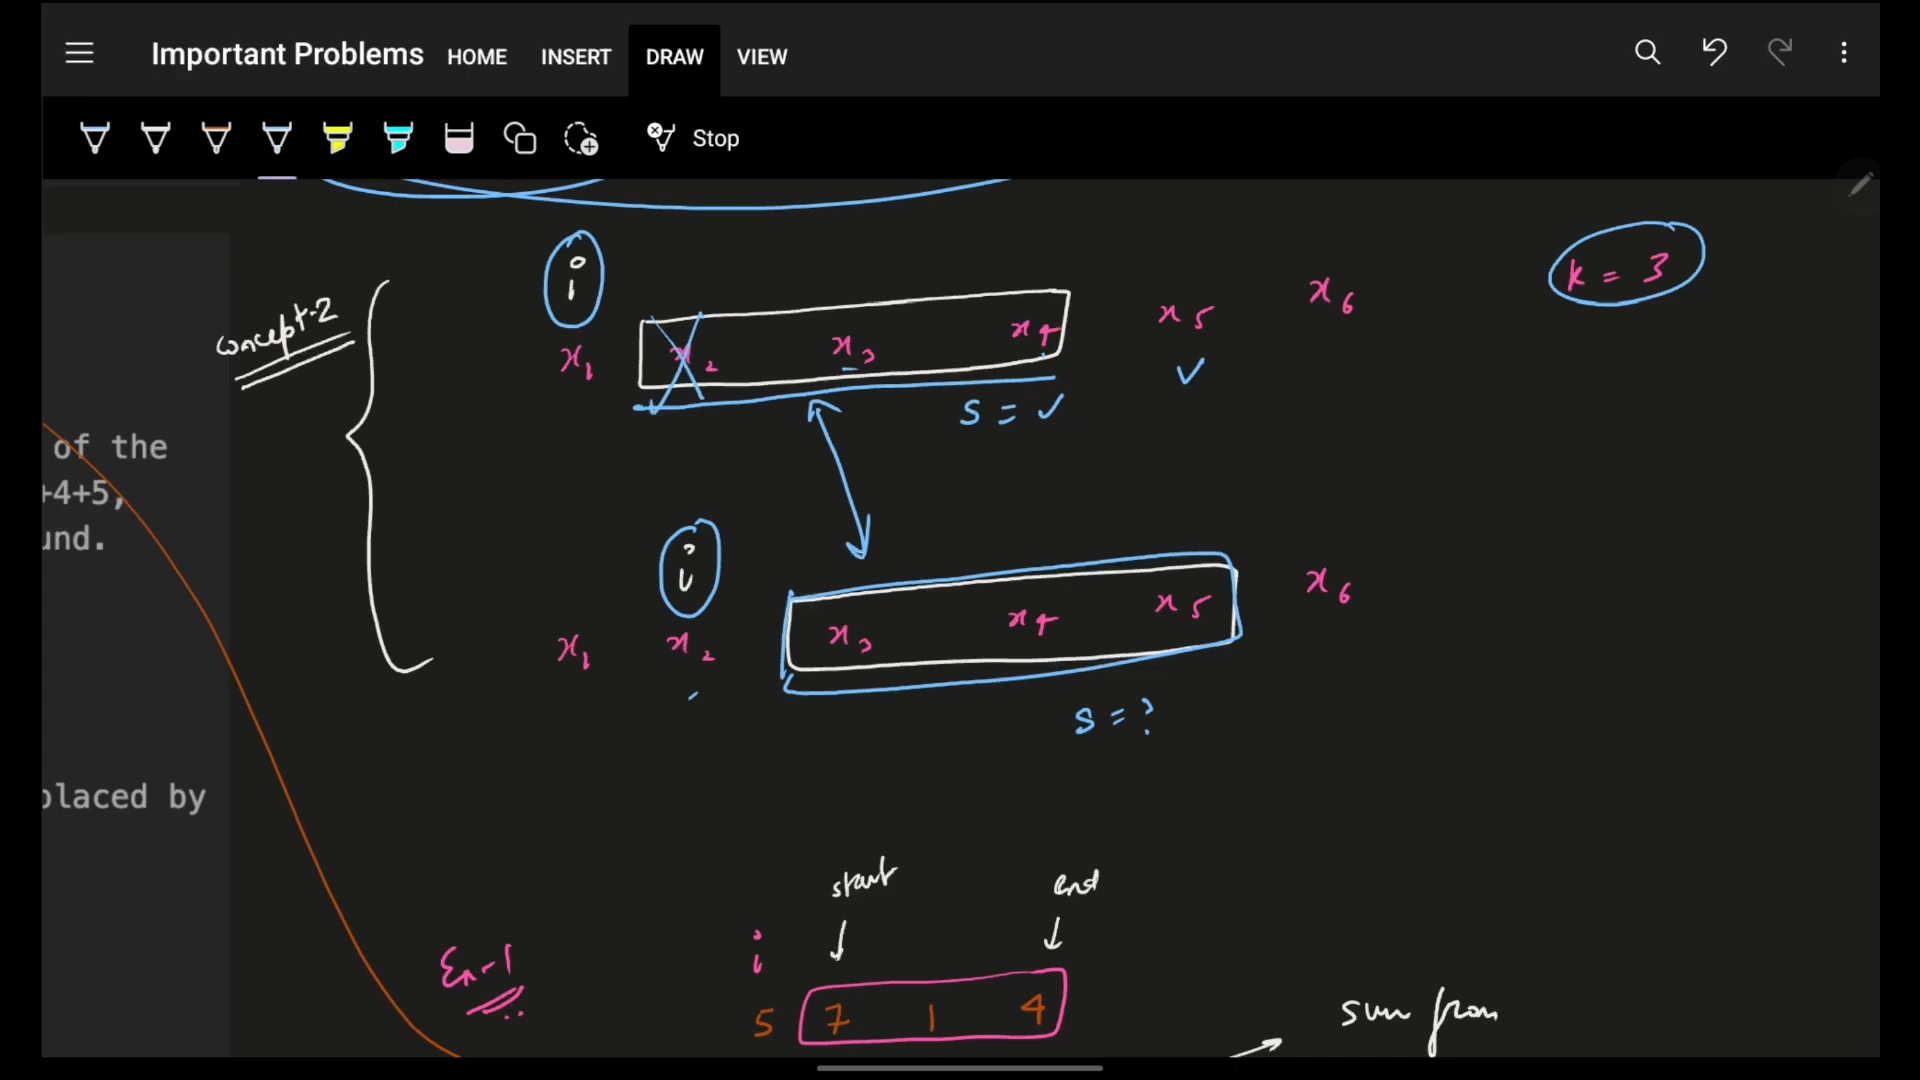 Important Problems HOME INSERT DRAW VIEW
Stop
concept-2
i
k = 3
x₁ x₂ x₃ x₄ x₅ x₆
s = ✓ ✓
of the
+4+5,
und.
i
x₁ x₂ x₃ x₄ x₅ x₆
s = ?
placed by
start end
Ex-1
i
5 7 1 4
sum from